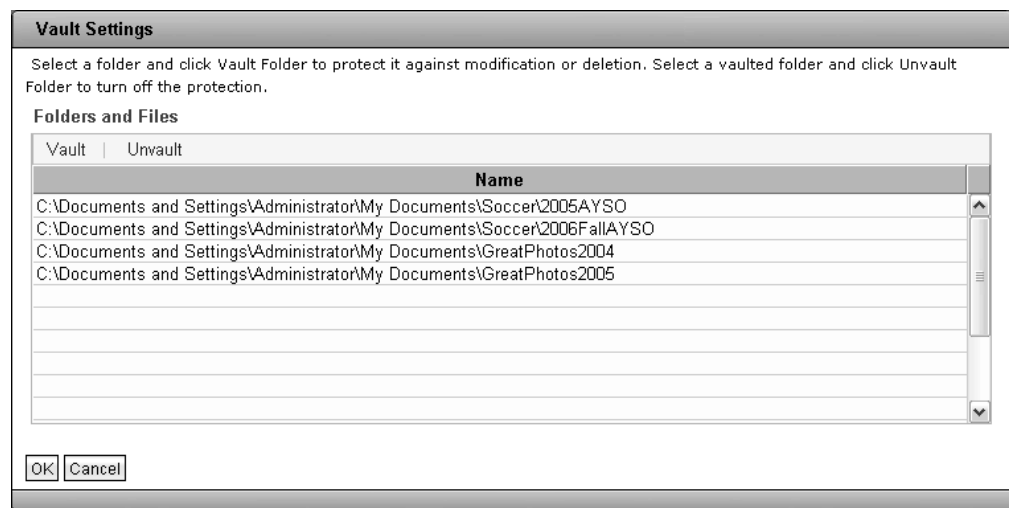 Vault Settings
Select a folder and click Vault Folder to protect it against modification or deletion. Select a vaulted folder and click Unvault
Folder to turn off the protection.
Folders and Files
Vault | Unvault
Name
C:\Documents and Settings\Administrator\My Documents\Soccer\2005AYSO
C:\Documents and Settings\Administrator\My Documents\Soccer\2006FallAYSO
C:\Documents and Settings\Administrator\My Documents\GreatPhotos2004
C:\Documents and Settings\Administrator\My Documents\GreatPhotos2005
OK Cancel